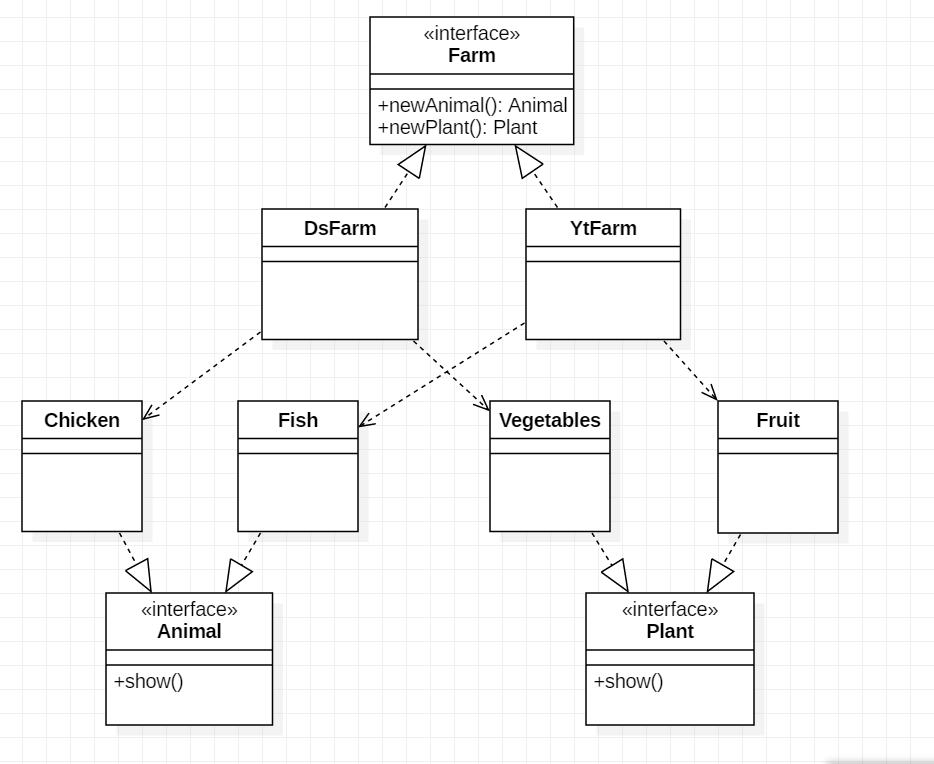 «interface»
Farm
+newAnimal(): Animal
+newPlant(): Plant
DsFarm
YtFarm
Chicken
Fish
Vegetables
Fruit
«interface»
Animal
+show()
«interface»
Plant
+show()